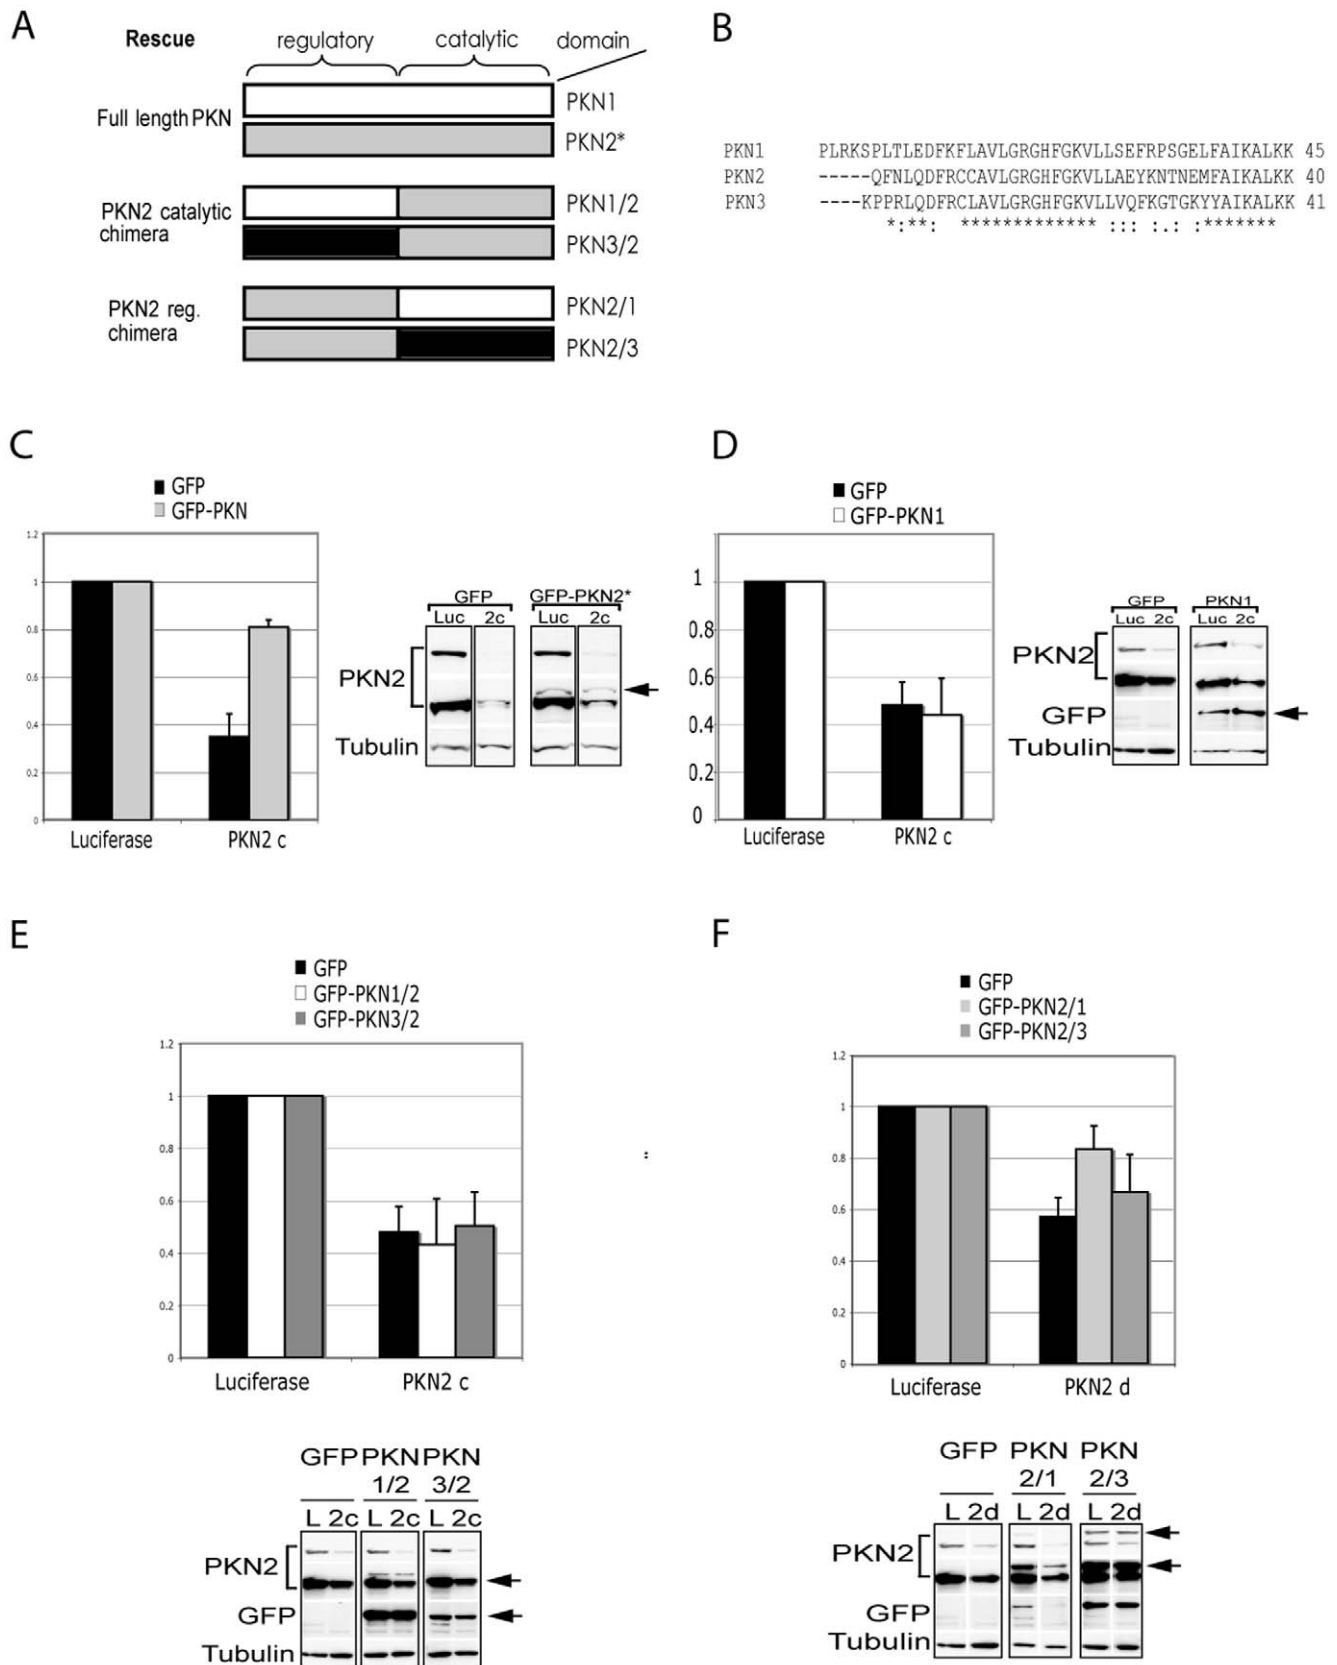 A
Rescue
regulatory
catalytic
domain
Full length PKN
PKN1
PKN2*
PKN2 catalytic
chimera
PKN1/2
PKN3/2
PKN2 reg.
chimera
PKN2/1
PKN2/3
B
PKN1 PLRKSPLTLEDFKFLAVLGRGHFGKVLLSEFRPSGELFAIKALKK 45
PKN2 -----QFNLQDFRCCAVLGRGHFGKVLLAEYKNTNEMFAIKALKK 40
PKN3 ----KPPRLQDFRCLAVLGRGHFGKVLLVQFKGTGKYYAIKALKK 41
*:**: ************* ::: :.: :*******
C
GFP
GFP-PKN
1.2
1
0.8
0.6
0.4
0.2
0
Luciferase PKN2 c
GFP GFP-PKN2*
Luc 2c Luc 2c
PKN2
Tubulin
D
GFP
GFP-PKN1
1
0.8
0.6
0.4
0.2
0
Luciferase PKN2 c
GFP PKN1
Luc 2c Luc 2c
PKN2
GFP
Tubulin
E
GFP
GFP-PKN1/2
GFP-PKN3/2
1.2
1
0.8
0.6
0.4
0.2
0
Luciferase PKN2 c
GFP PKN PKN
1/2 3/2
L 2c L 2c L 2c
PKN2
GFP
Tubulin
F
GFP
GFP-PKN2/1
GFP-PKN2/3
1.2
1
0.8
0.6
0.4
0.2
0
Luciferase PKN2 d
GFP PKN PKN
2/1 2/3
L 2d L 2d L 2d
PKN2
GFP
Tubulin